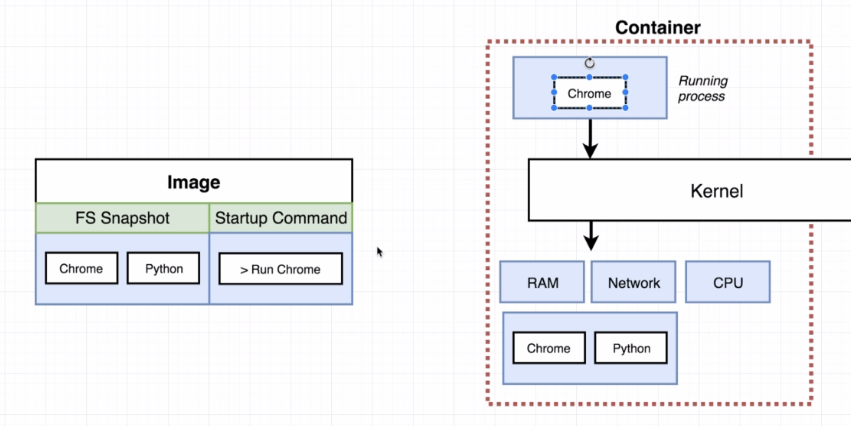 Container
Chrome
Running
process
Image
Kernel
FS Snapshot
Startup Command
Chrome
Python
> Run Chrome
RAM
Network
CPU
Chrome
Python